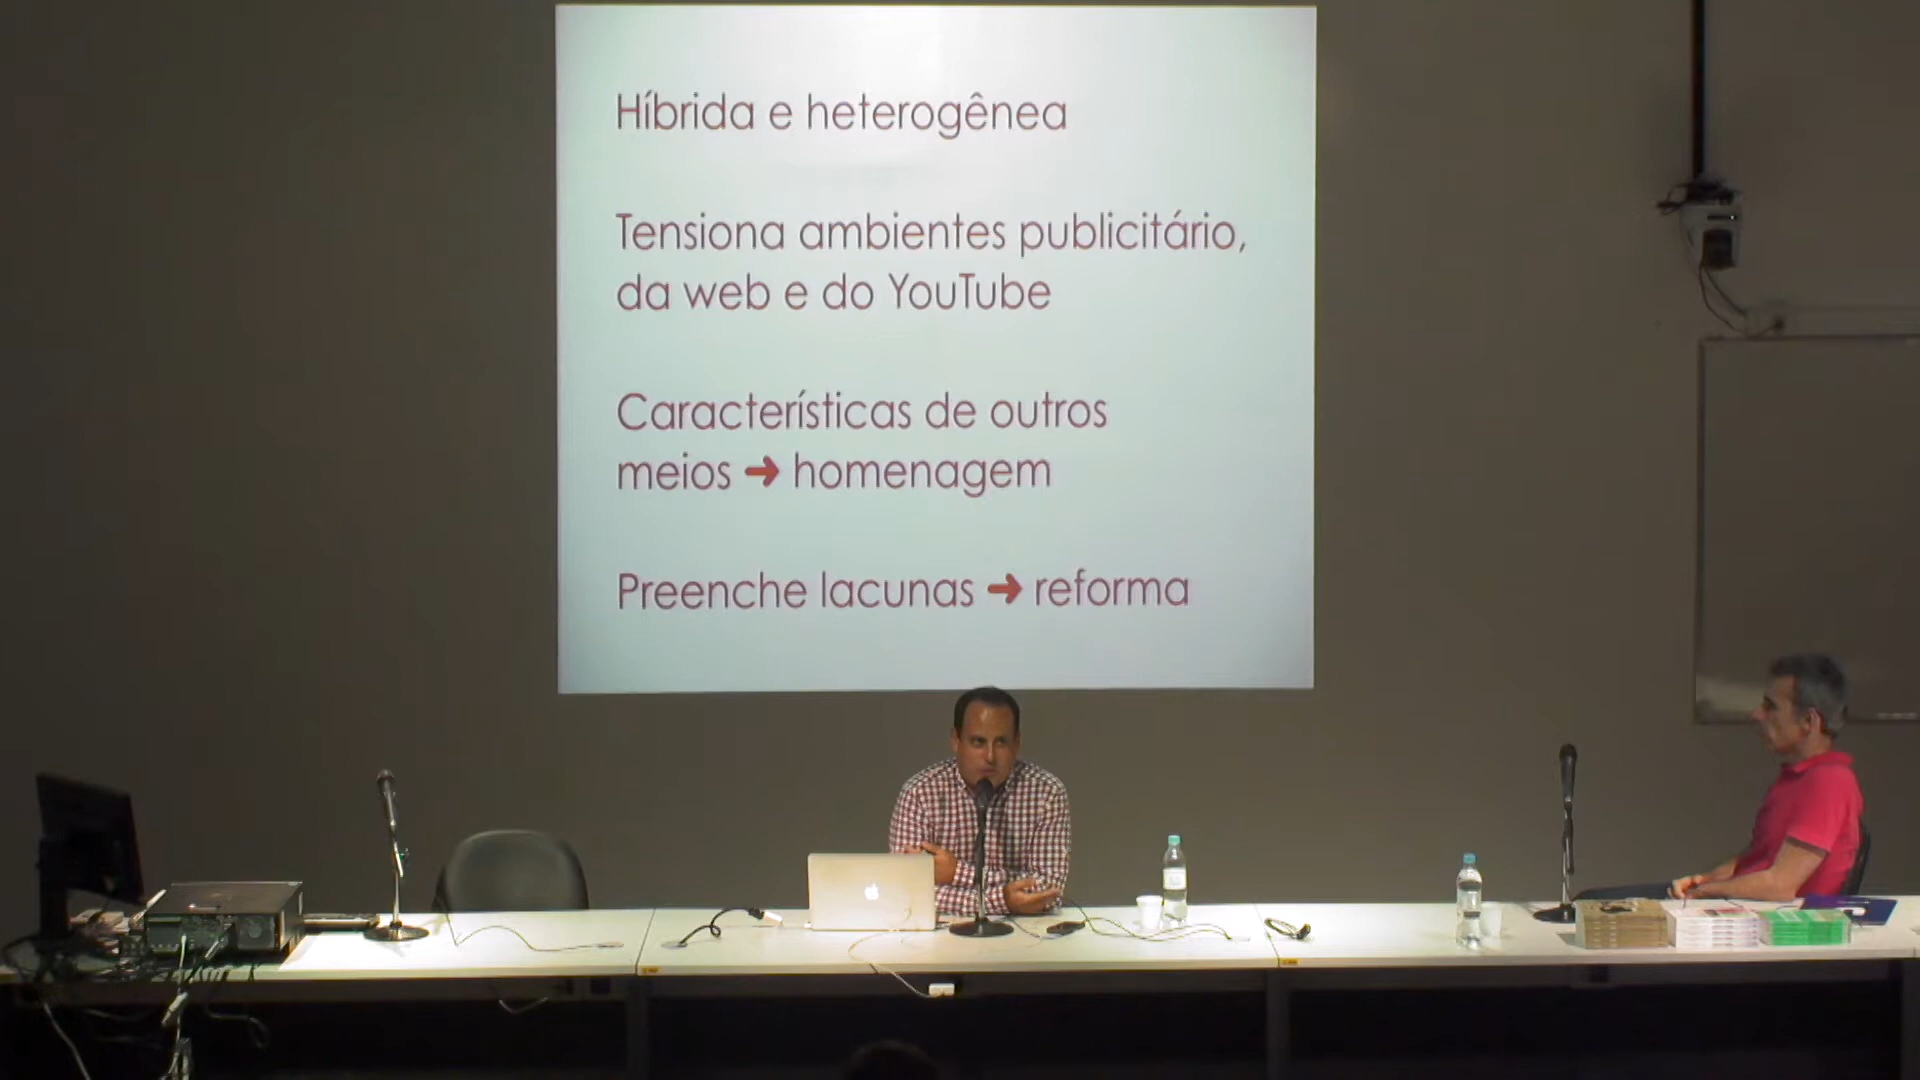 Híbrida e heterogênea
Tensiona ambientes publicitário,
da web e do YouTube
Características de outros
meios ➜ homenagem
Preenche lacunas ➜ reforma